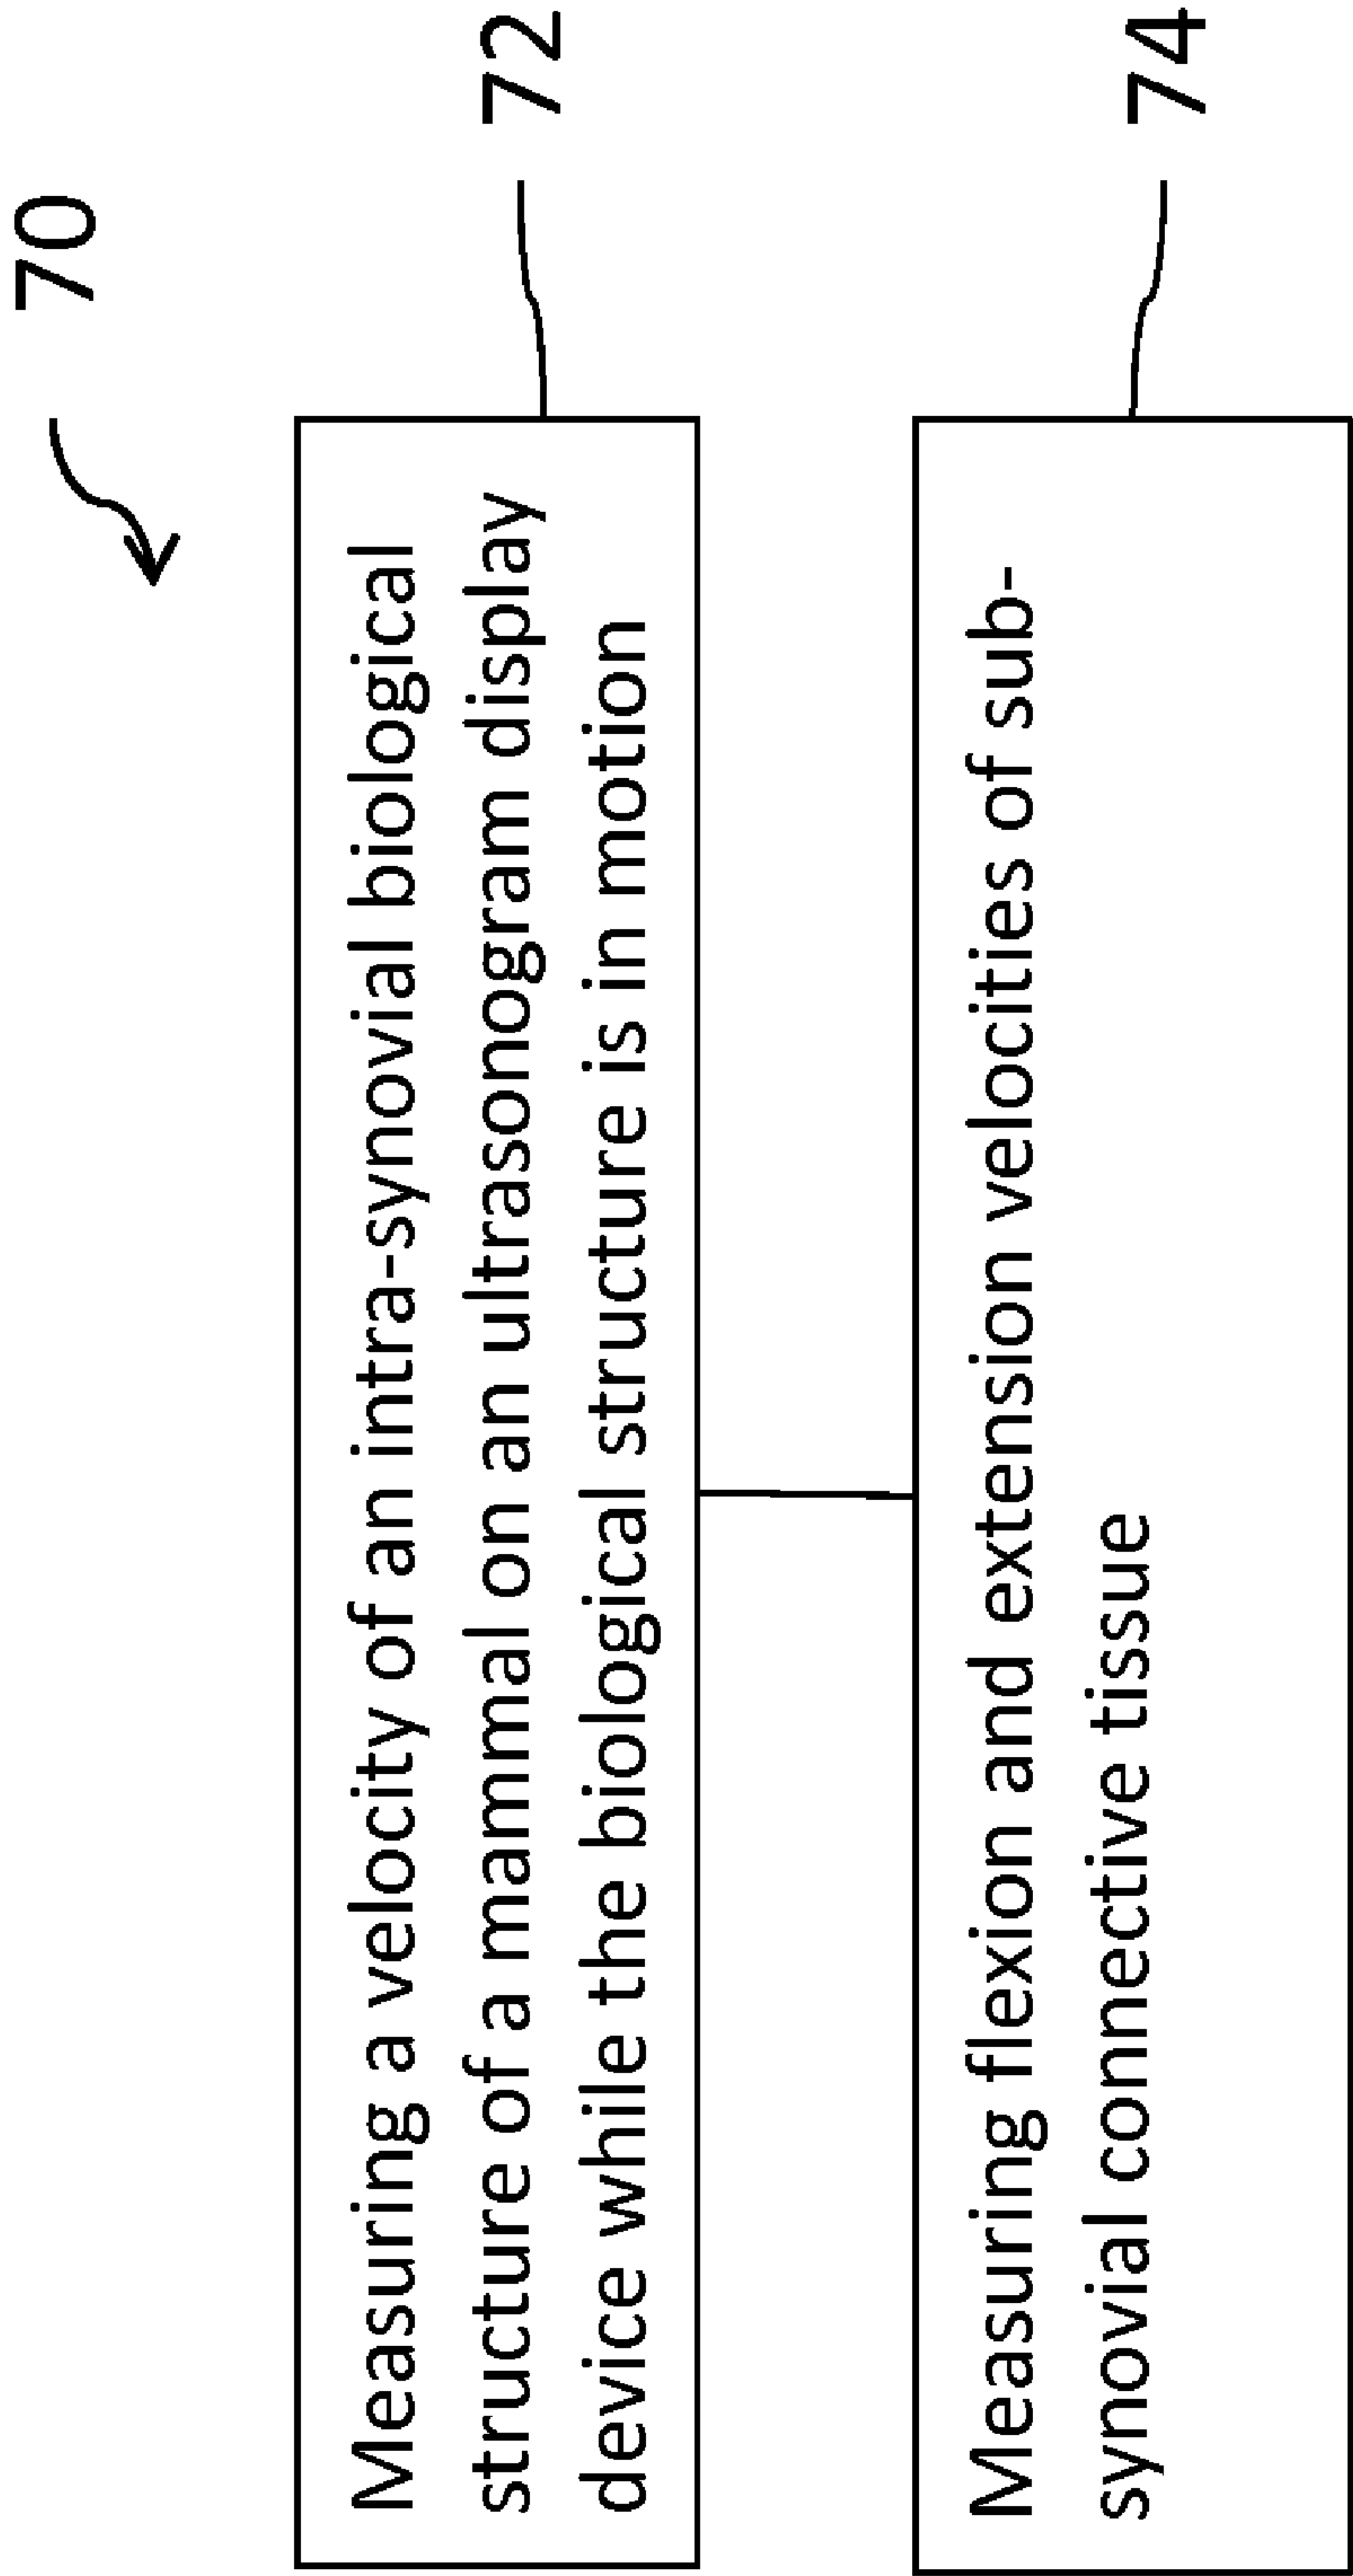 70
Measuring a velocity of an intra-synovial biological
structure of a mammal on an ultrasonogram display
device while the biological structure is in motion
72
Measuring flexion and extension velocities of sub-
synovial connective tissue
74